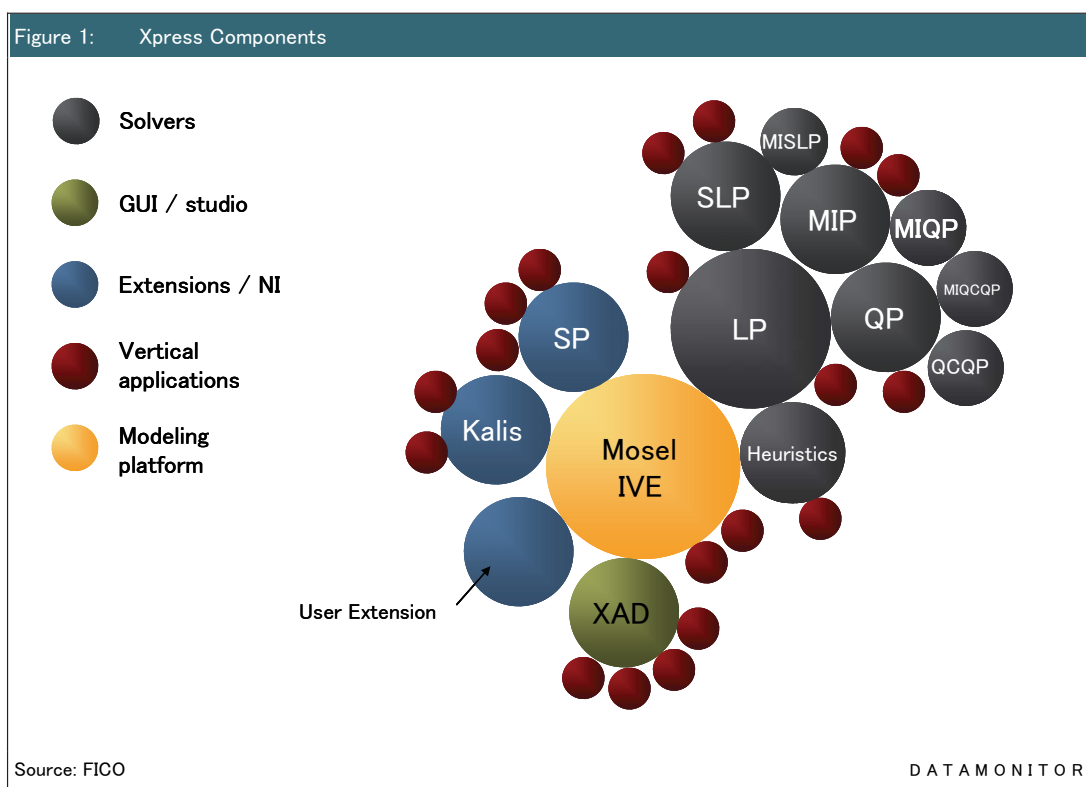 Figure 1: Xpress Components
Solvers
GUI / studio
Extensions / NI
Vertical
applications
Modeling
platform
MISLP
SLP
MIP
MIQP
MIQCQP
LP
QP
QCQP
SP
Kalis
Mosel
IVE
Heuristics
User Extension
XAD
Source: FICO
DATAMONITOR